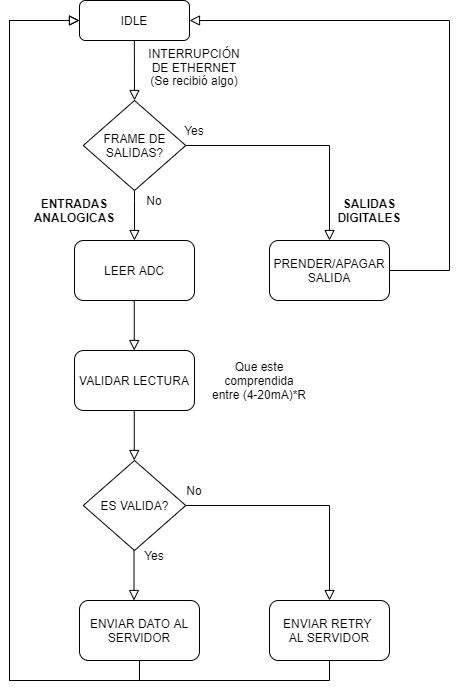 IDLE
INTERRUPCIÓN
DE ETHERNET
(Se recibió algo)
FRAME DE
SALIDAS?
Yes
No
ENTRADAS
ANALOGICAS
SALIDAS
DIGITALES
LEER ADC
PRENDER/APAGAR
SALIDA
VALIDAR LECTURA
Que este
comprendida
entre (4-20mA)*R
ES VALIDA?
No
Yes
ENVIAR DATO AL
SERVIDOR
ENVIAR RETRY
AL SERVIDOR